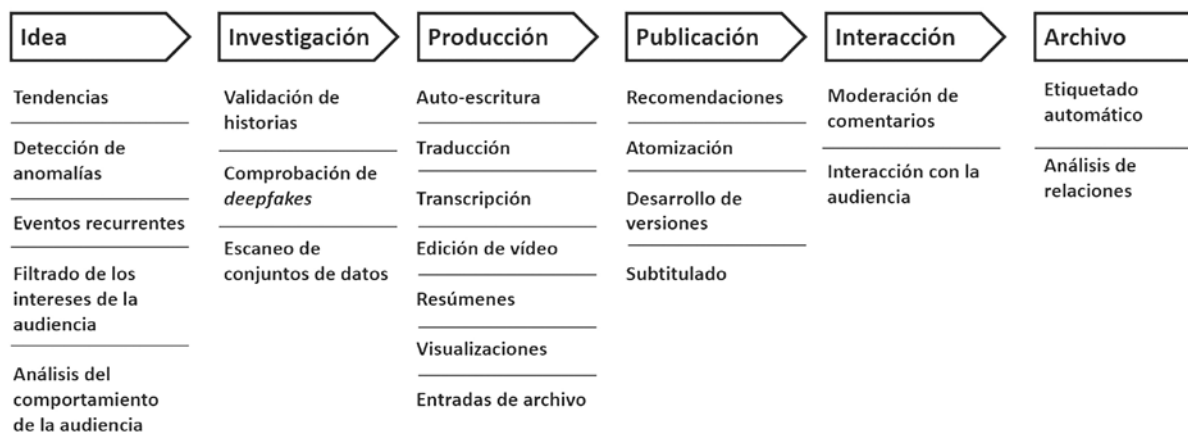 Idea
Tendencias
Detección de
anomalías
Eventos recurrentes
Filtrado de los
intereses de la
audiencia
Análisis del
comportamiento
de la audiencia
Investigación
Validación de
historias
Comprobación de
deepfakes
Escaneo de
conjuntos de datos
Producción
Auto-escritura
Traducción
Transcripción
Edición de vídeo
Resúmenes
Visualizaciones
Entradas de archivo
Publicación
Recomendaciones
Atomización
Desarrollo de
versiones
Subtitulado
Interacción
Moderación de
comentarios
Interacción con la
audiencia
Archivo
Etiquetado
automático
Análisis de
relaciones